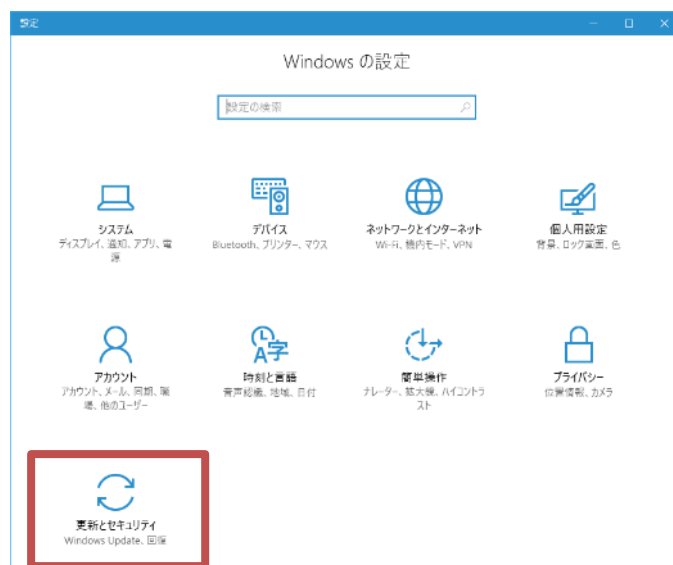 設定
Windows の設定
設定の検索
システム
ディスプレイ、通知、アプリ、電
源
デバイス
Bluetooth、プリンター、マウス
ネットワークとインターネット
Wi-Fi、機内モード、VPN
個人用設定
背景、ロック画面、色
アカウント
アカウント、メール、同期、職
場、他のユーザー
時刻と言語
音声認識、地域、日付
簡単操作
ナレーター、拡大鏡、ハイコントラ
スト
プライバシー
位置情報、カメラ
更新とセキュリティ
Windows Update、回復